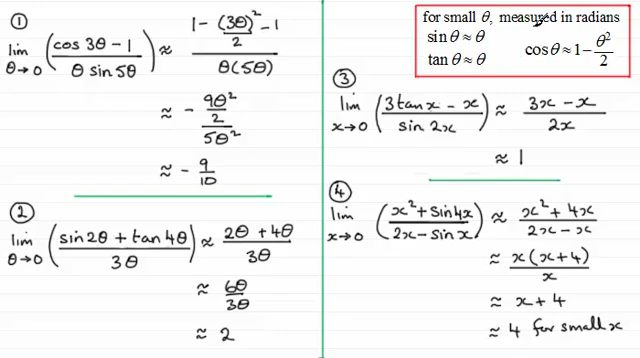 ①
lim θ→0 ( (cos 3θ − 1) / (θ sin 5θ) ) ≈ (1 − (3θ)²/2 − 1) / (θ(5θ))
≈ − (9θ²/2) / (5θ²)
≈ − 9/10
②
lim θ→0 ( (sin 2θ + tan 4θ) / 3θ ) ≈ (2θ + 4θ) / 3θ
≈ 6θ / 3θ
≈ 2
for small θ, measured in radians
sin θ ≈ θ
cos θ ≈ 1 − θ²/2
tan θ ≈ θ
③
lim x→0 ( (3 tan x − x) / sin 2x ) ≈ (3x − x) / 2x
≈ 1
④
lim x→0 ( (x² + sin 4x) / (2x − sin x) ) ≈ (x² + 4x) / (2x − x)
≈ x(x + 4) / x
≈ x + 4
≈ 4 for small x